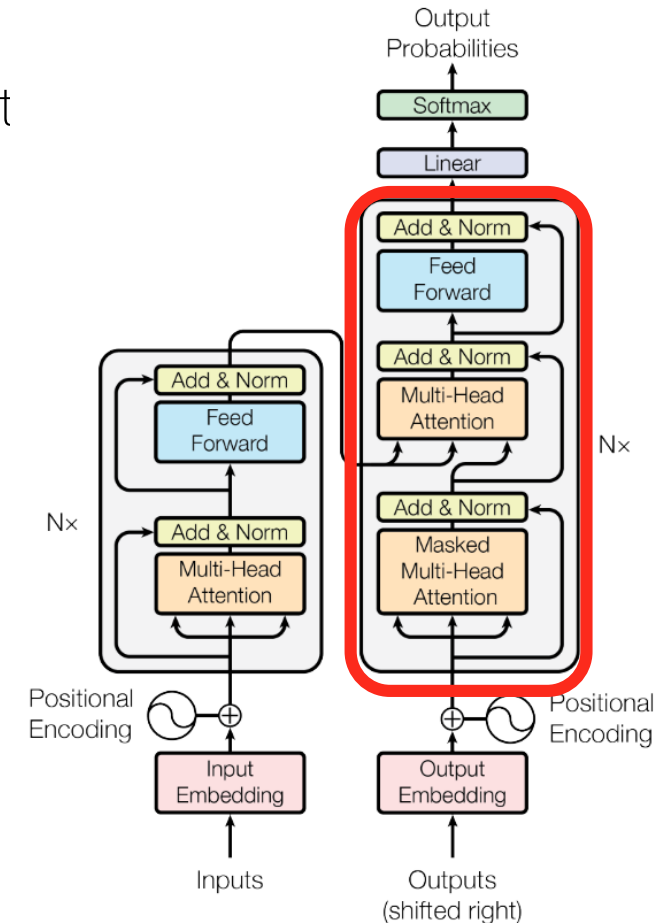 Output
Probabilities
t
Softmax
Linear
Add & Norm
Feed
Forward
Add & Norm
Multi-Head
Attention
Add & Norm
Masked
Multi-Head
Attention
Nx
Add & Norm
Feed
Forward
Add & Norm
Multi-Head
Attention
Nx
Positional
Encoding
Positional
Encoding
Input
Embedding
Output
Embedding
Inputs
Outputs
(shifted right)